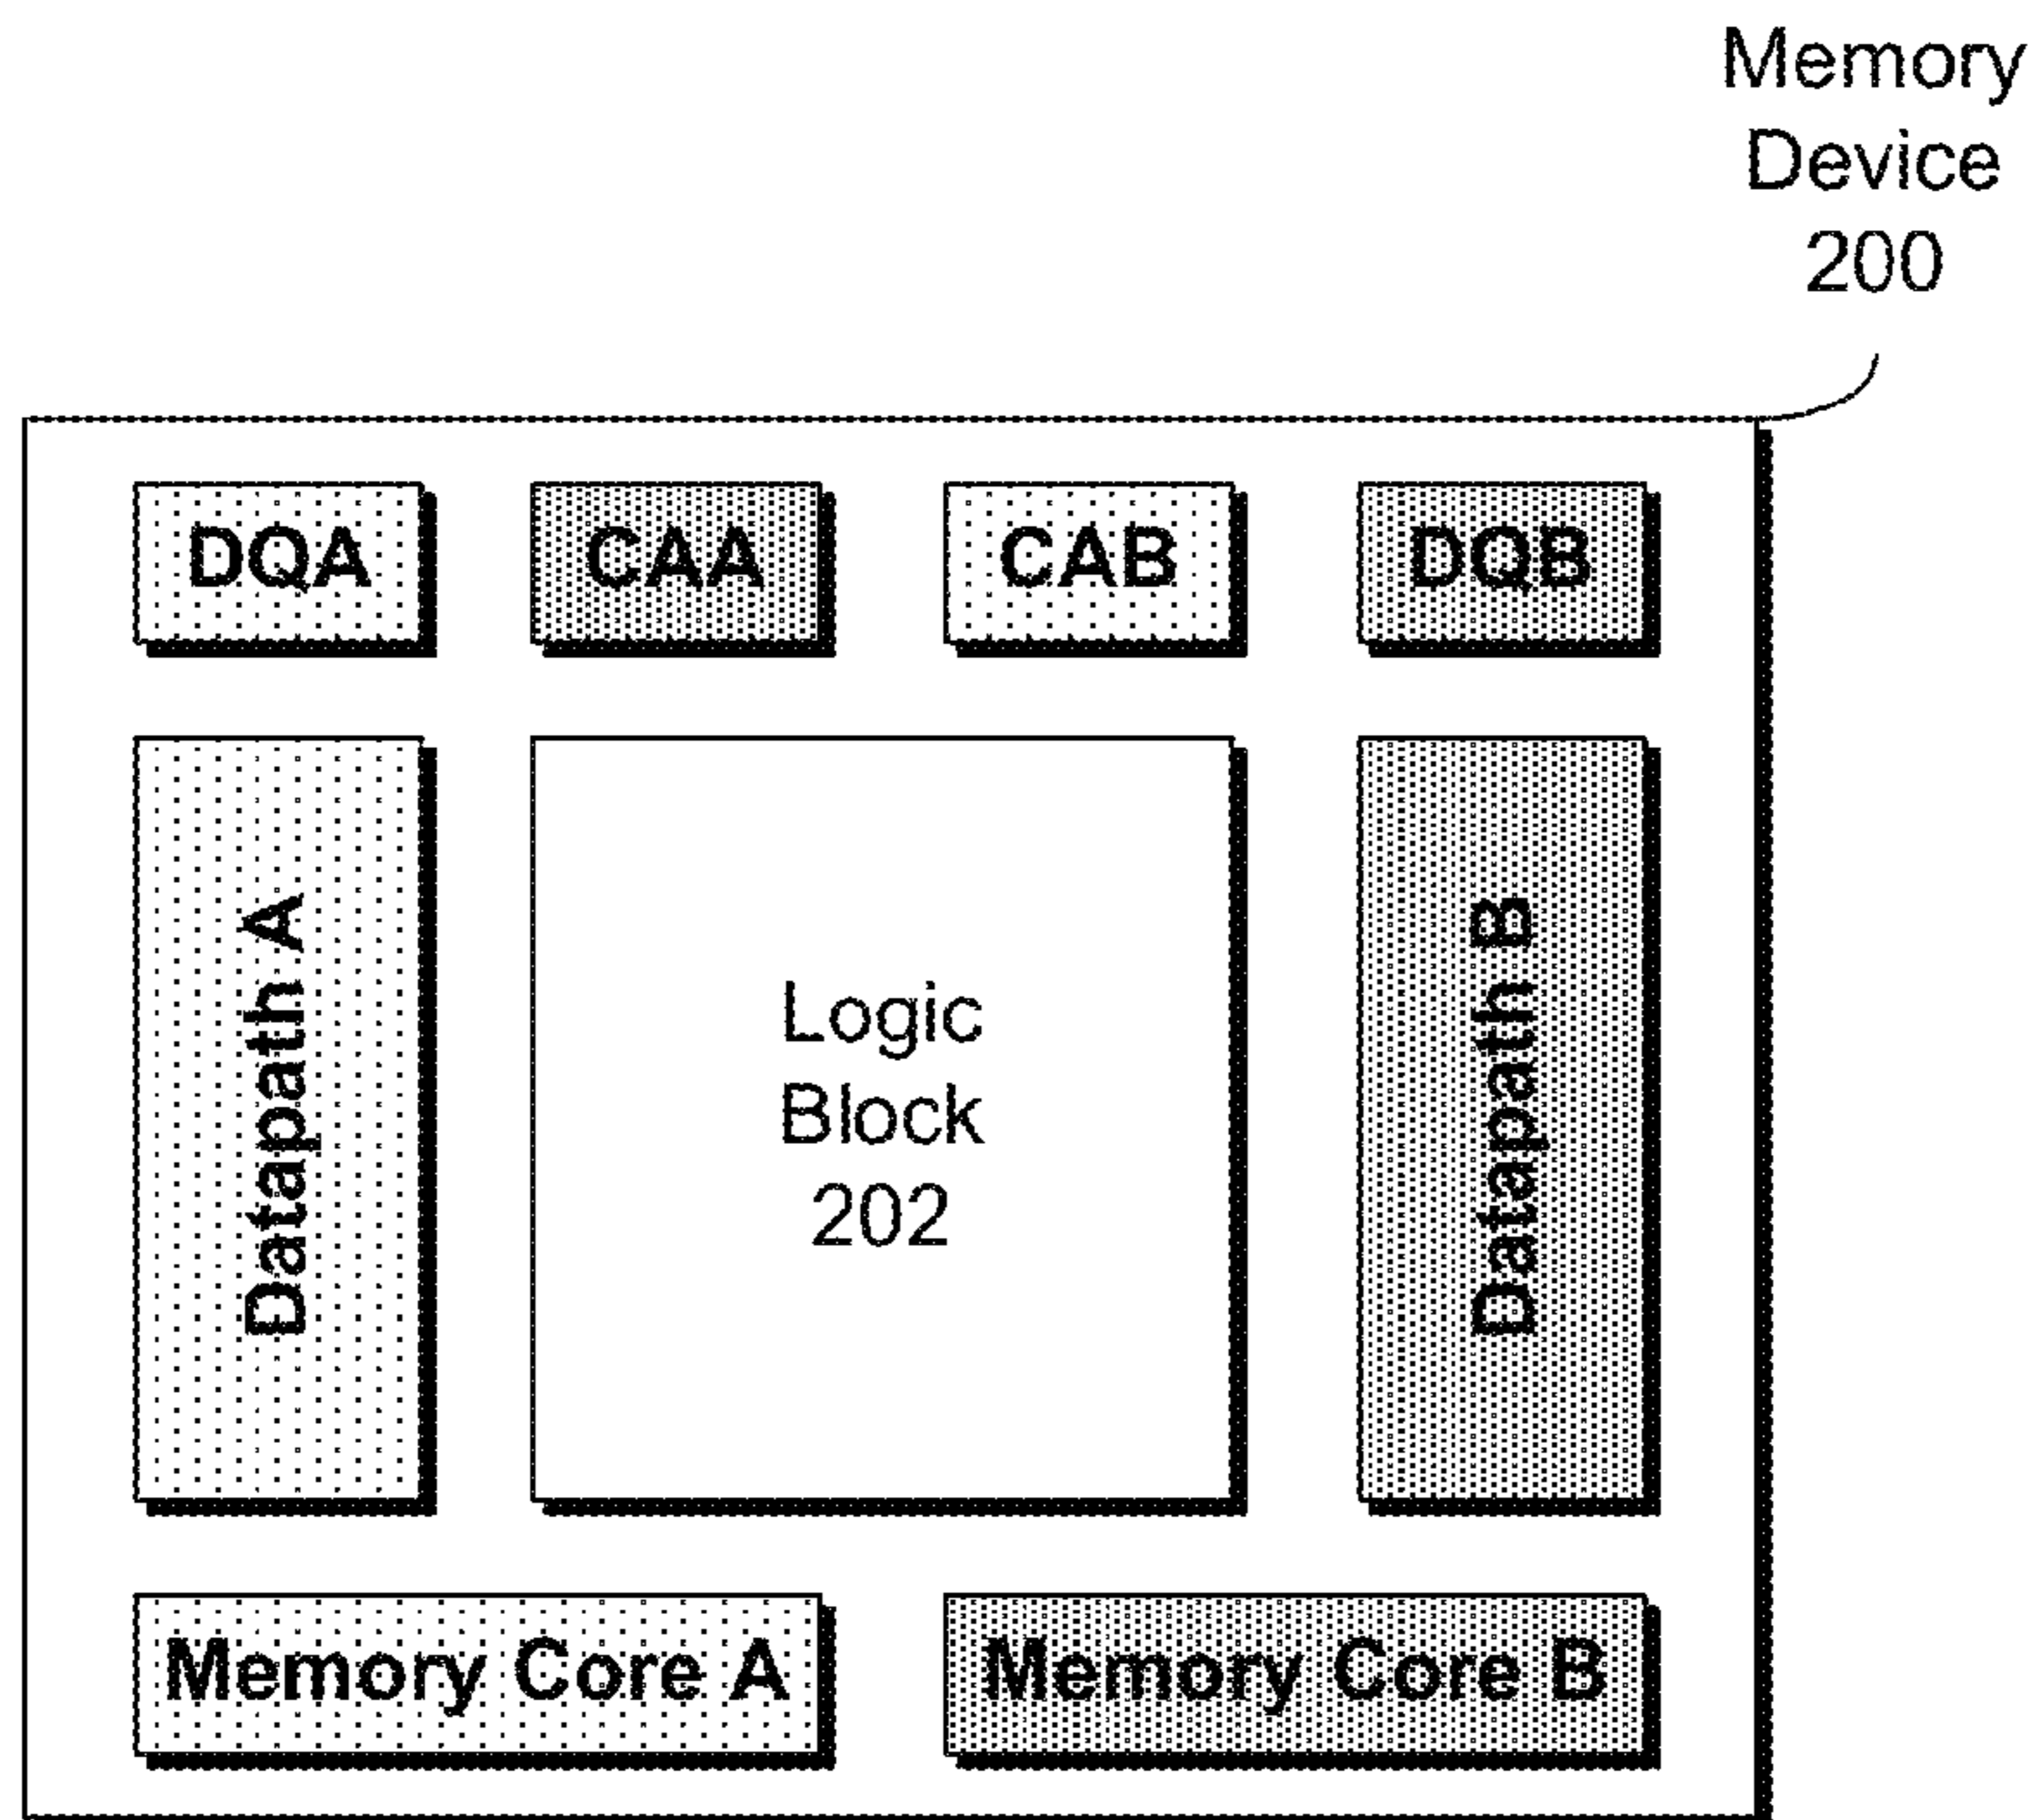 Memory
Device
200
DQA
CAA
CAB
DQB
Datapath A
Logic
Block
202
Datapath B
Memory Core A
Memory Core B